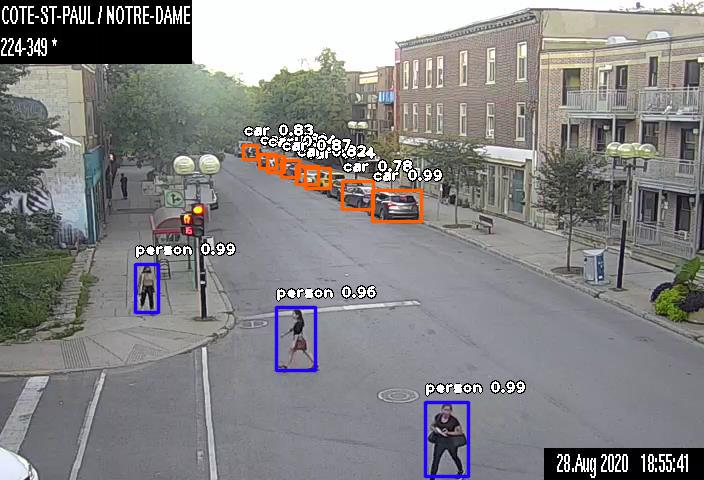 COTE-ST-PAUL / NOTRE-DAME
224-349 *
car 0.83
car 0.87
car 0.78
car 0.99
person 0.99
person 0.96
person 0.99
28.Aug 2020 18:55:41